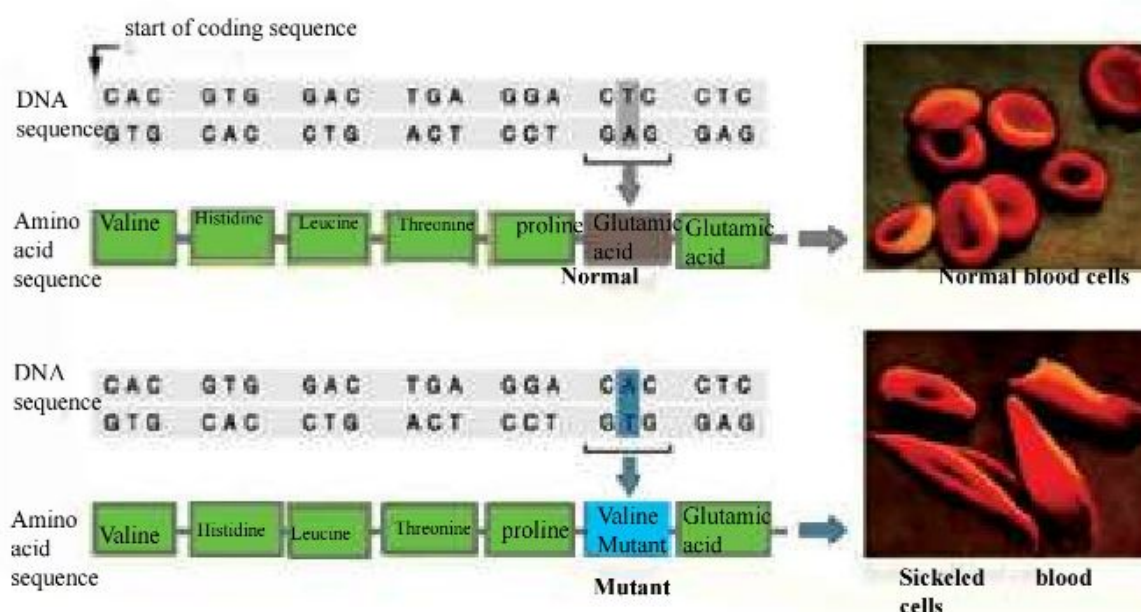 start of coding sequence
DNA
sequence
CAC GTG GAC TGA GGA CTC CTC
GTG CAC CTG ACT CCT GAG GAG
Amino
acid
sequence
Valine Histidine Leucine Threonine proline Glutamic acid Glutamic acid
Normal
Normal blood cells
DNA
sequence
CAC GTG GAC TGA GGA CAC CTC
GTG CAC CTG ACT CCT GTG GAG
Amino
acid
sequence
Valine Histidine Leucine Threonine proline Valine Mutant Glutamic acid
Mutant
Sickeled blood
cells